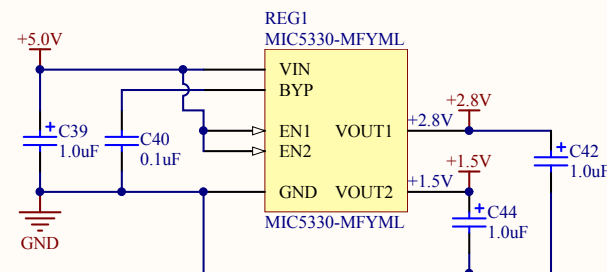 REG1
+5.0V
MIC5330-MFYML
VIN
BYP
+2.8V
+2.8V
C39
1.0uF
C40
0.1uF
EN1
VOUT1
EN2
C42
1.0uF
+1.5V
+1.5V
GND
VOUT2
C44
1.0uF
MIC5330-MFYML
GND